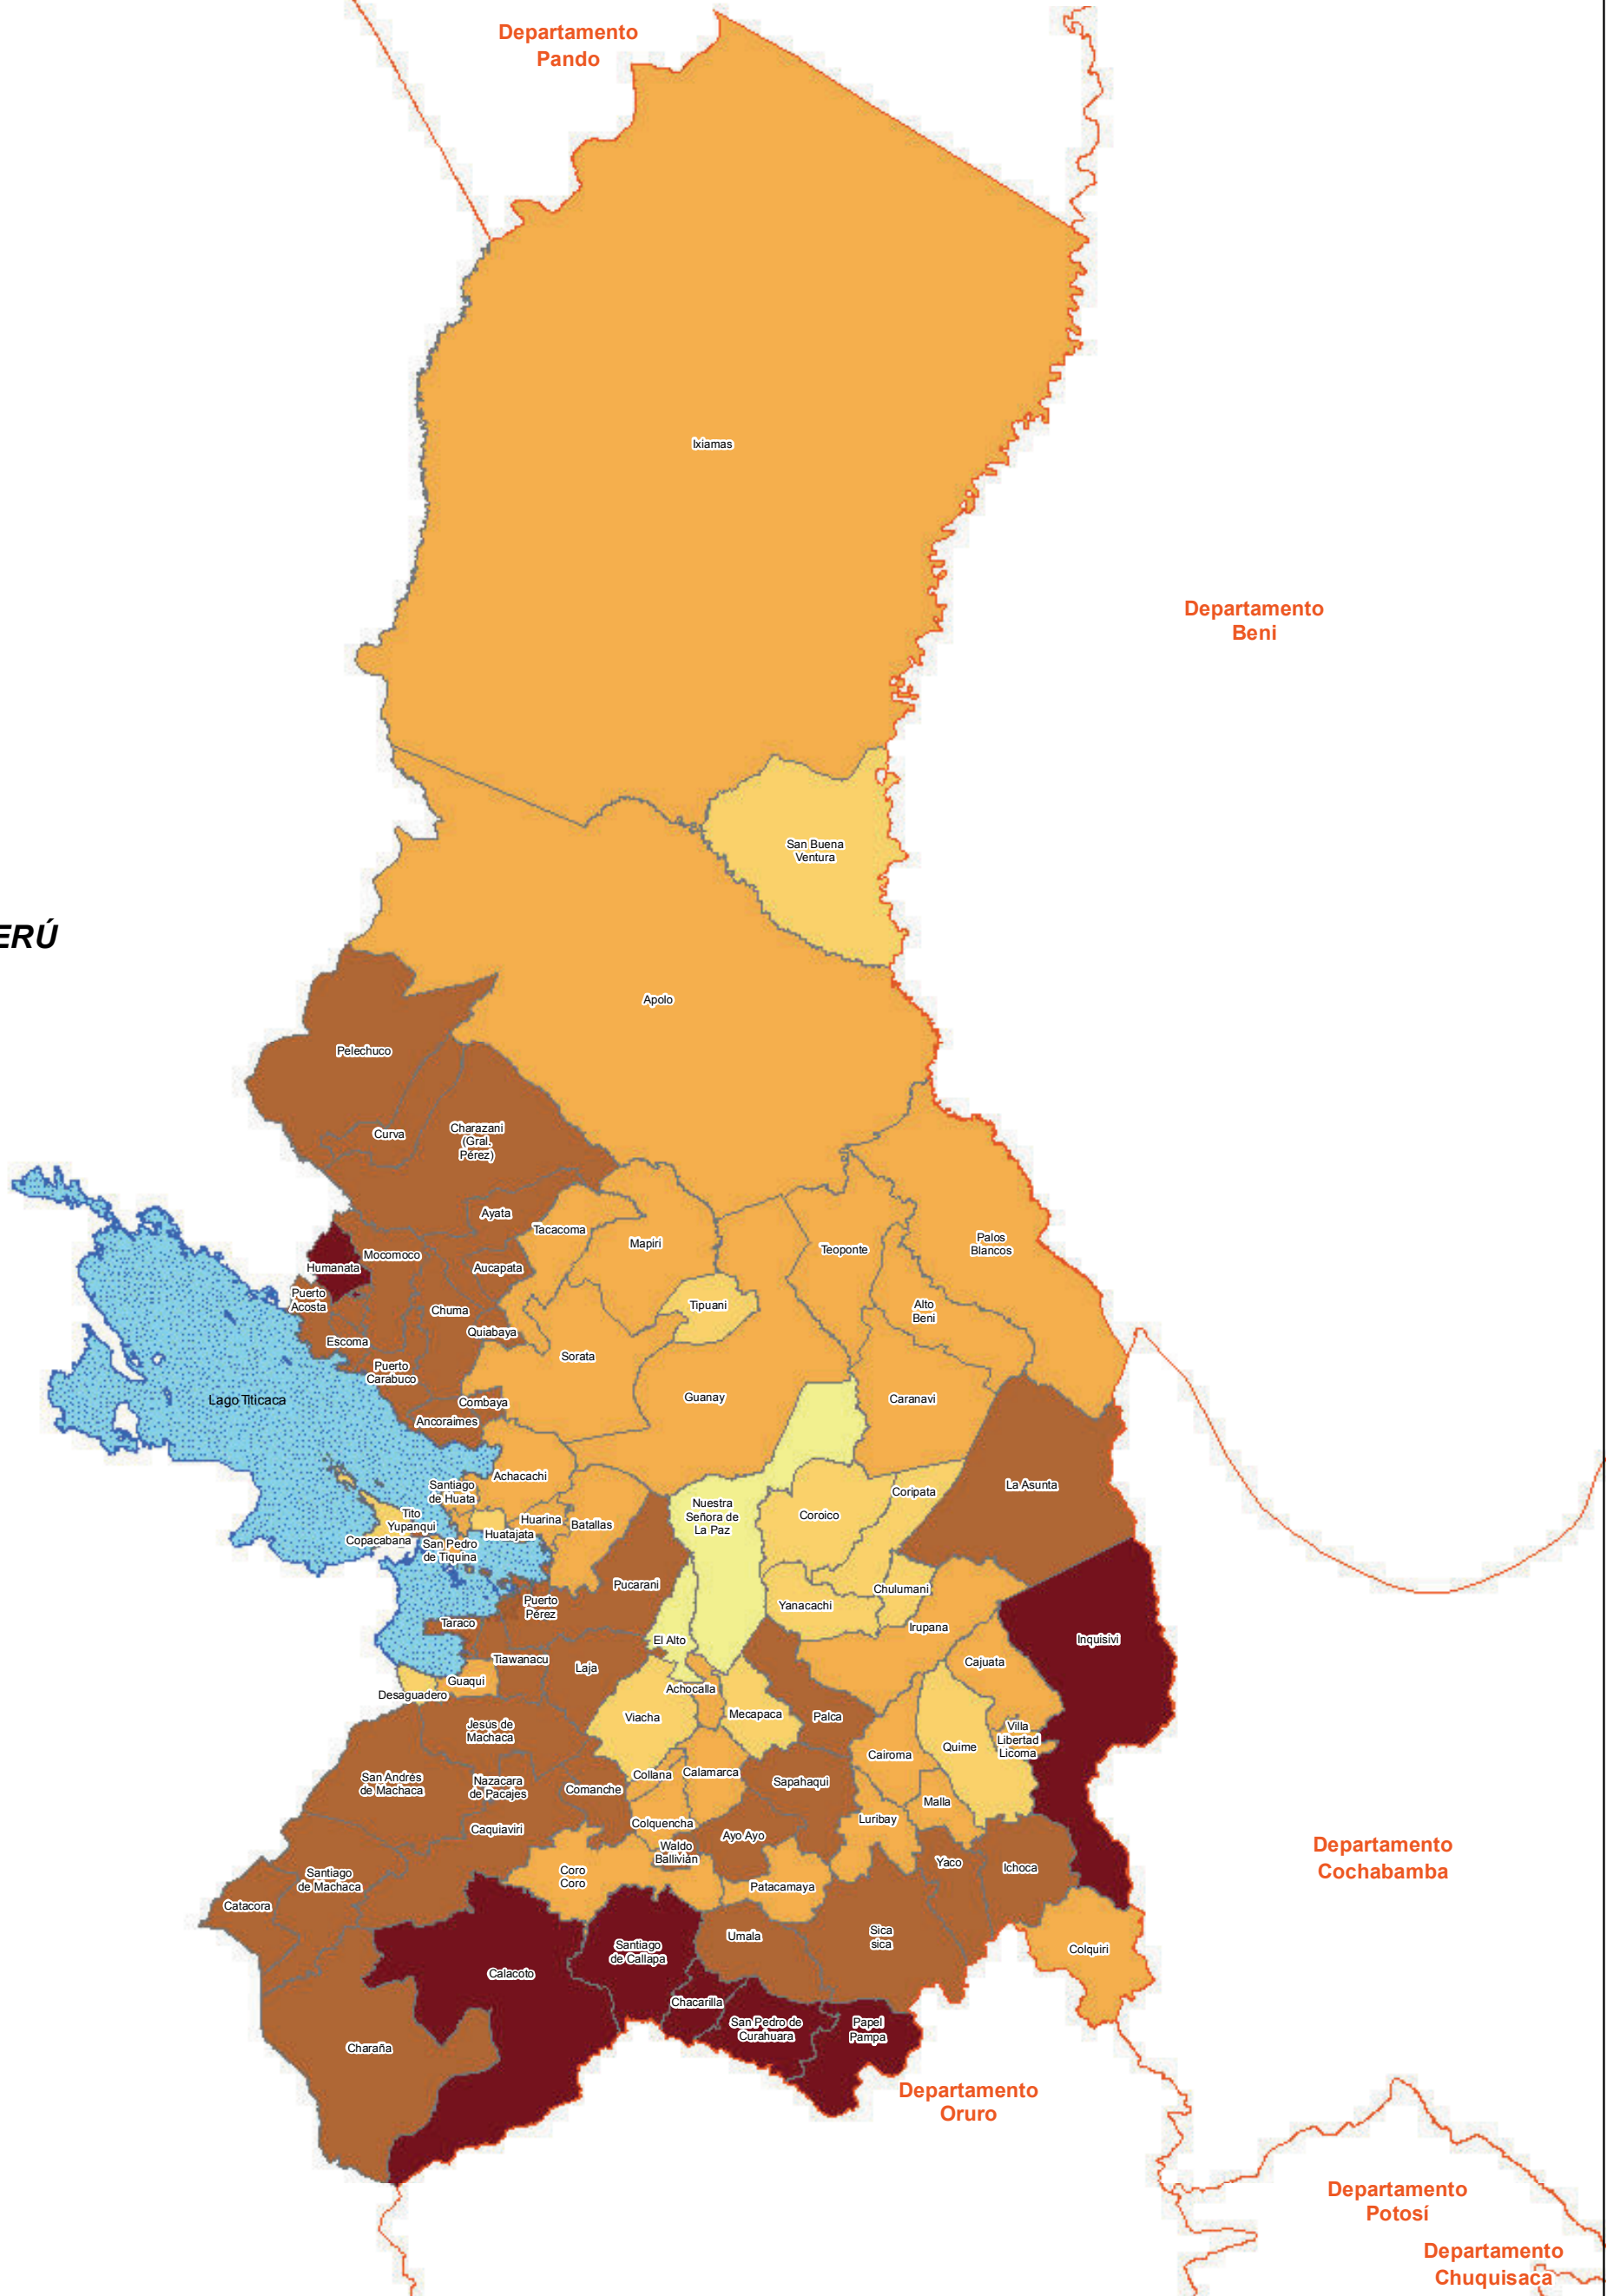 Departamento
Pando
Ixiamas
Departamento
Beni
San Buena
Ventura
ERÚ
Apolo
Pelechuco
Curva
Charazani
(Gral.
Pérez)
Ayata
Tacacoma
Mapiri
Teoponte
Palos
Blancos
Mocomoco
Humanata
Aucapata
Puerto
Acosta
Tipuani
Alto
Beni
Chuma
Quiabaya
Escoma
Sorata
Puerto
Carabuco
Guanay
Caranavi
Lago Titicaca
Combaya
Ancoraimes
Achacachi
Santiago
de Huata
La Asunta
Coripata
Nuestra
Señora de
La Paz
Coroico
Tito
Yupanqui
Huarina
Batallas
Huatajata
Copacabana
San Pedro
de Tiquina
Pucarani
Chulumani
Puerto
Pérez
Yanacachi
Taraco
Irupana
El Alto
Inquisivi
Tiawanacu
Laja
Cajuata
Guaqui
Achocalla
Desaguadero
Viacha
Mecapaca
Palca
Jesús de
Machaca
Villa
Libertad
Licoma
Quime
Cairoma
Collana
Calamarca
San Andrés
de Machaca
Nazacara
de Pacajes
Comanche
Sapahaqui
Malla
Luribay
Colquencha
Caquiaviri
Ayo Ayo
Waldo
Ballivián
Departamento
Cochabamba
Yaco
Ichoca
Coro
Coro
Santiago
de Machaca
Patacamaya
Catacora
Umala
Sica
sica
Santiago
de Callapa
Colquiri
Calacoto
Chacarilla
San Pedro de
Curahuara
Papel
Pampa
Charaña
Departamento
Oruro
Departamento
Potosí
Departamento
Chuquisaca